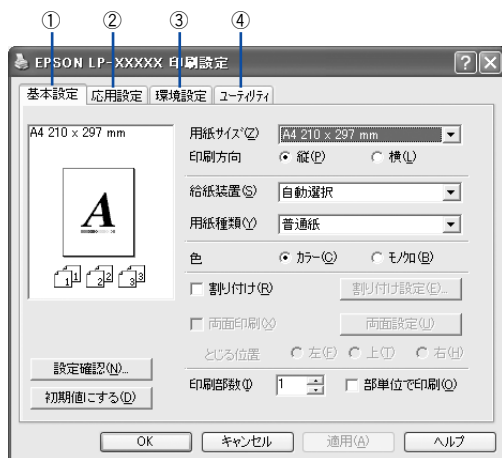 ① ② ③ ④
EPSON LP-XXXXX 印刷設定
基本設定 応用設定 環境設定 ユーティリティ
A4 210 x 297 mm
用紙サイズ(Z) A4 210 x 297 mm
印刷方向 縦(P) 横(L)
給紙装置(S) 自動選択
用紙種類(Y) 普通紙
A
1 1 2 2 3 3
色 カラー(C) モノクロ(B)
割り付け(R) 割り付け設定(E)...
両面印刷(X) 両面設定(U)
とじる位置 左(F) 上(T) 右(H)
設定確認(N)...
印刷部数(I) 1 部単位で印刷(O)
初期値にする(D)
OK キャンセル 適用(A) ヘルプ